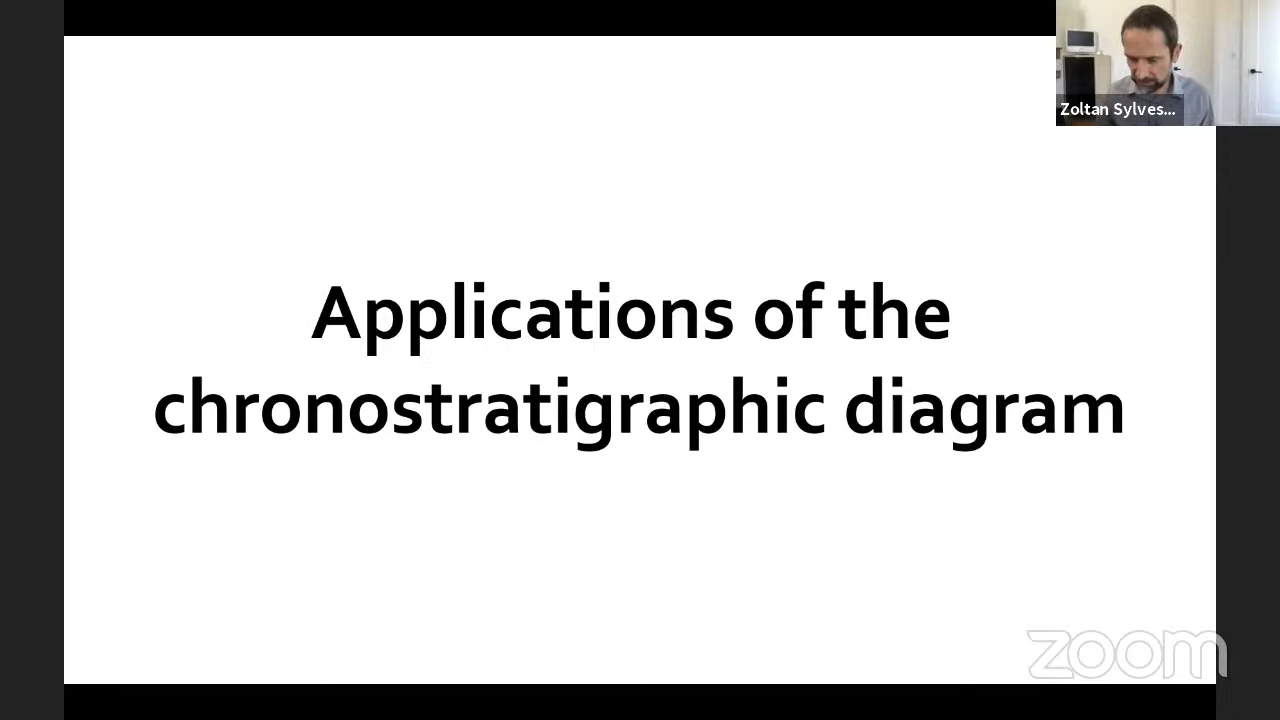 Zoltan Sylves...
Applications of the
chronostratigraphic diagram
zoom